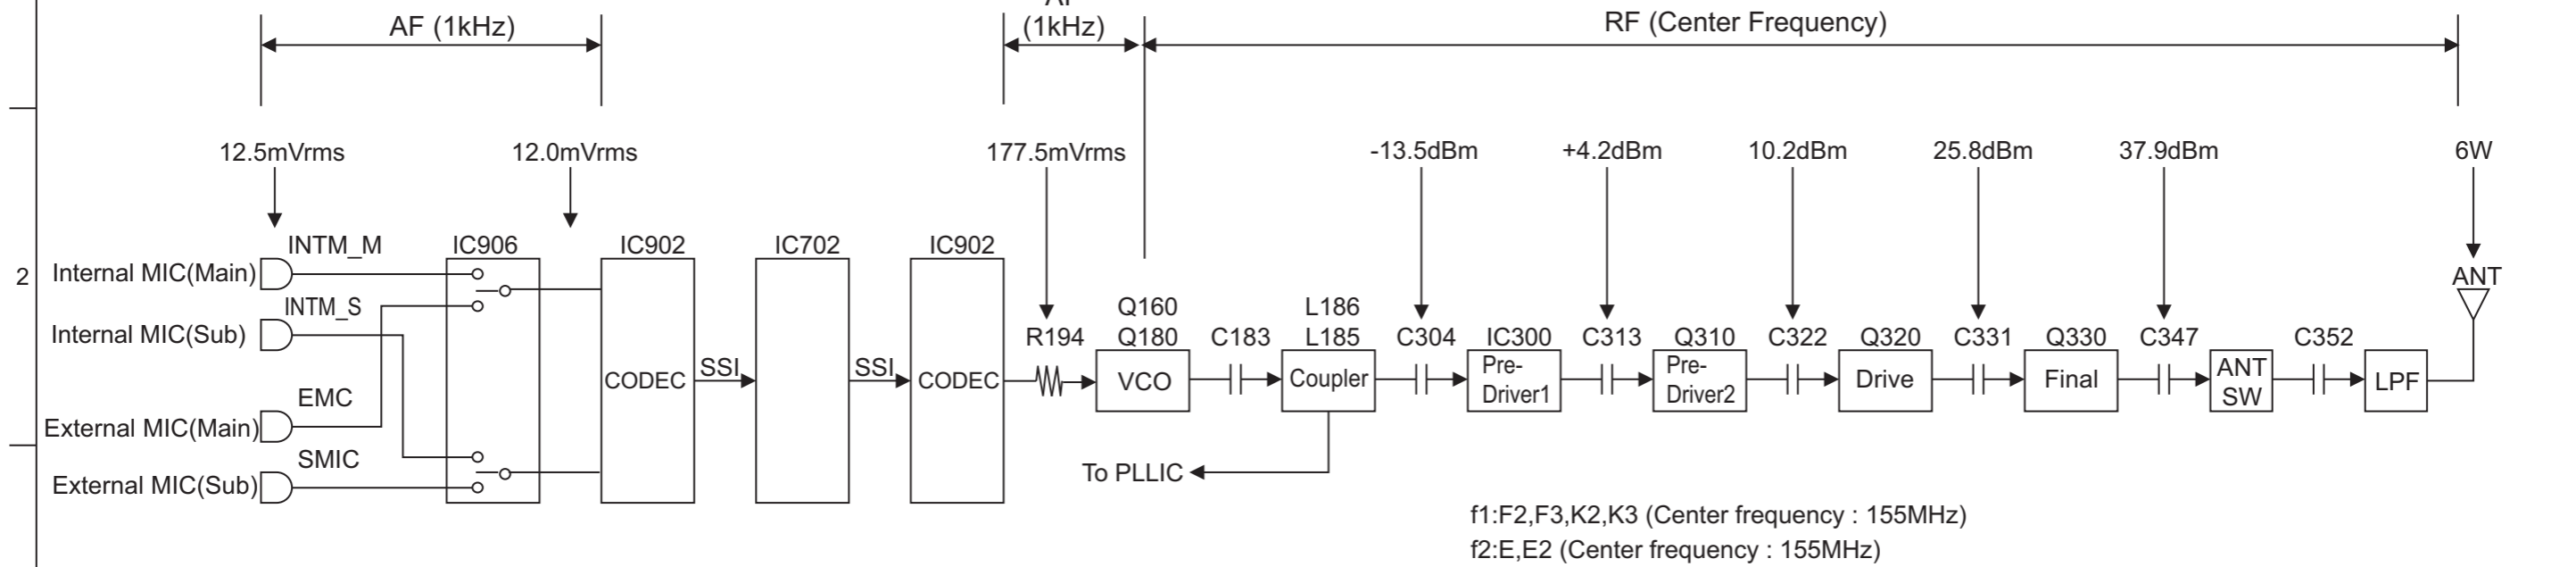 AF (1kHz)
AF
(1kHz)
RF (Center Frequency)
12.5mVrms
12.0mVrms
177.5mVrms
-13.5dBm
+4.2dBm
10.2dBm
25.8dBm
37.9dBm
6W
2
Internal MIC(Main)
INTM_M
Internal MIC(Sub)
INTM_S
External MIC(Main)
EMC
External MIC(Sub)
SMIC
IC906
IC902
CODEC
SSI
IC702
SSI
IC902
CODEC
R194
Q160
Q180
VCO
C183
L186
L185
Coupler
To PLLIC
C304
IC300
Pre-
Driver1
C313
Q310
Pre-
Driver2
C322
Q320
Drive
C331
Q330
Final
C347
ANT
SW
C352
LPF
ANT
f1:F2,F3,K2,K3 (Center frequency : 155MHz)
f2:E,E2 (Center frequency : 155MHz)